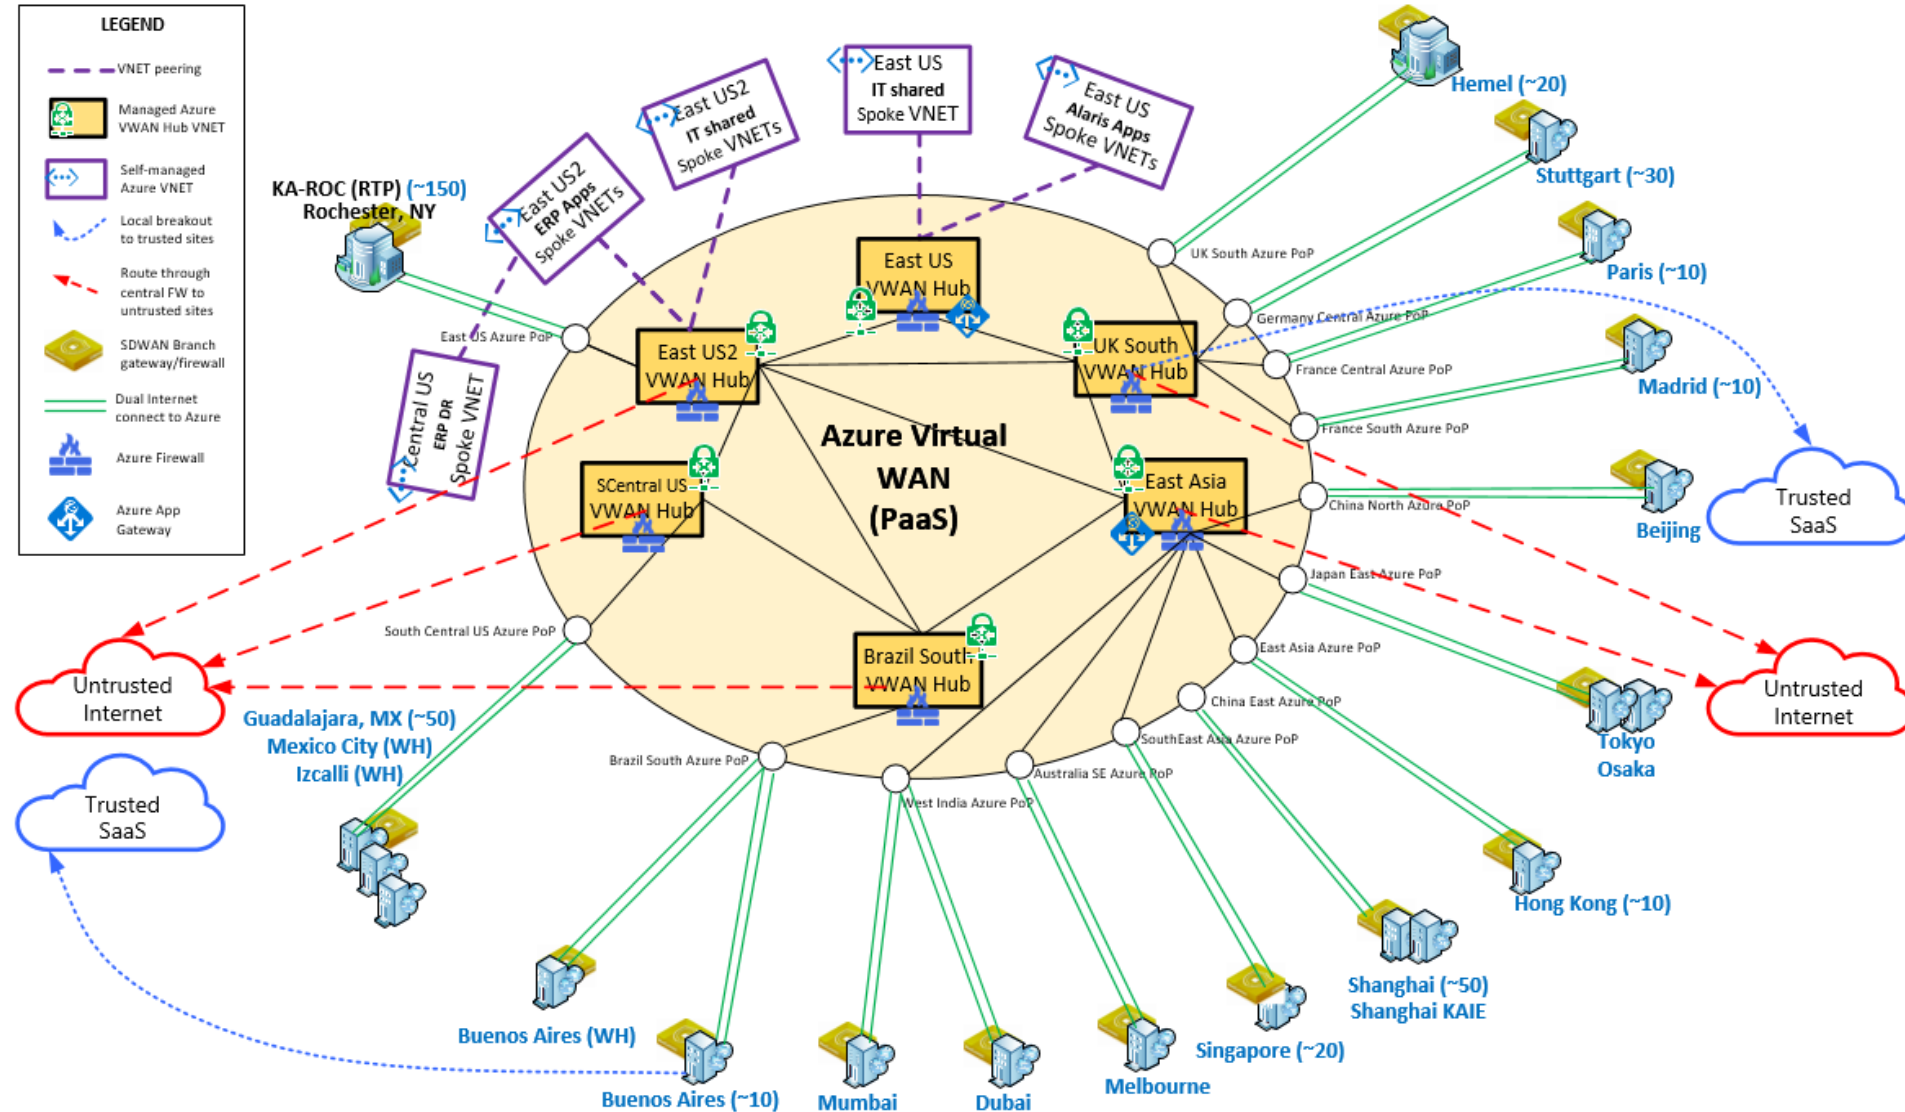 LEGEND
VNET peering
Managed Azure
VWAN Hub VNET
Self-managed
Azure VNET
Local breakout
to trusted sites
Route through
central FW to
untrusted sites
SDWAN Branch
gateway/firewall
Dual Internet
connect to Azure
Azure Firewall
Azure App
Gateway
KA-ROC (RTP) (~150)
Rochester, NY
East US2
ERP Apps
Spoke VNETs
East US2
IT shared
Spoke VNETs
East US
IT shared
Spoke VNET
East US
Alaris Apps
Spoke VNETs
Central US
ERP DR
Spoke VNET
Hemel (~20)
Stuttgart (~30)
Paris (~10)
Madrid (~10)
Beijing
Trusted
SaaS
East US Azure PoP
UK South Azure PoP
Germany Central Azure PoP
France Central Azure PoP
France South Azure PoP
China North Azure PoP
Japan East Azure PoP
East Asia Azure PoP
China East Azure PoP
SouthEast Asia Azure PoP
Australia SE Azure PoP
West India Azure PoP
Brazil South Azure PoP
South Central US Azure PoP
East US
VWAN Hub
East US2
VWAN Hub
UK South
VWAN Hub
SCentral US
VWAN Hub
East Asia
VWAN Hub
Brazil South
VWAN Hub
Azure Virtual
WAN
(PaaS)
Untrusted
Internet
Untrusted
Internet
Trusted
SaaS
Guadalajara, MX (~50)
Mexico City (WH)
Izcalli (WH)
Tokyo
Osaka
Hong Kong (~10)
Shanghai (~50)
Shanghai KAIE
Singapore (~20)
Melbourne
Dubai
Mumbai
Buenos Aires (~10)
Buenos Aires (WH)